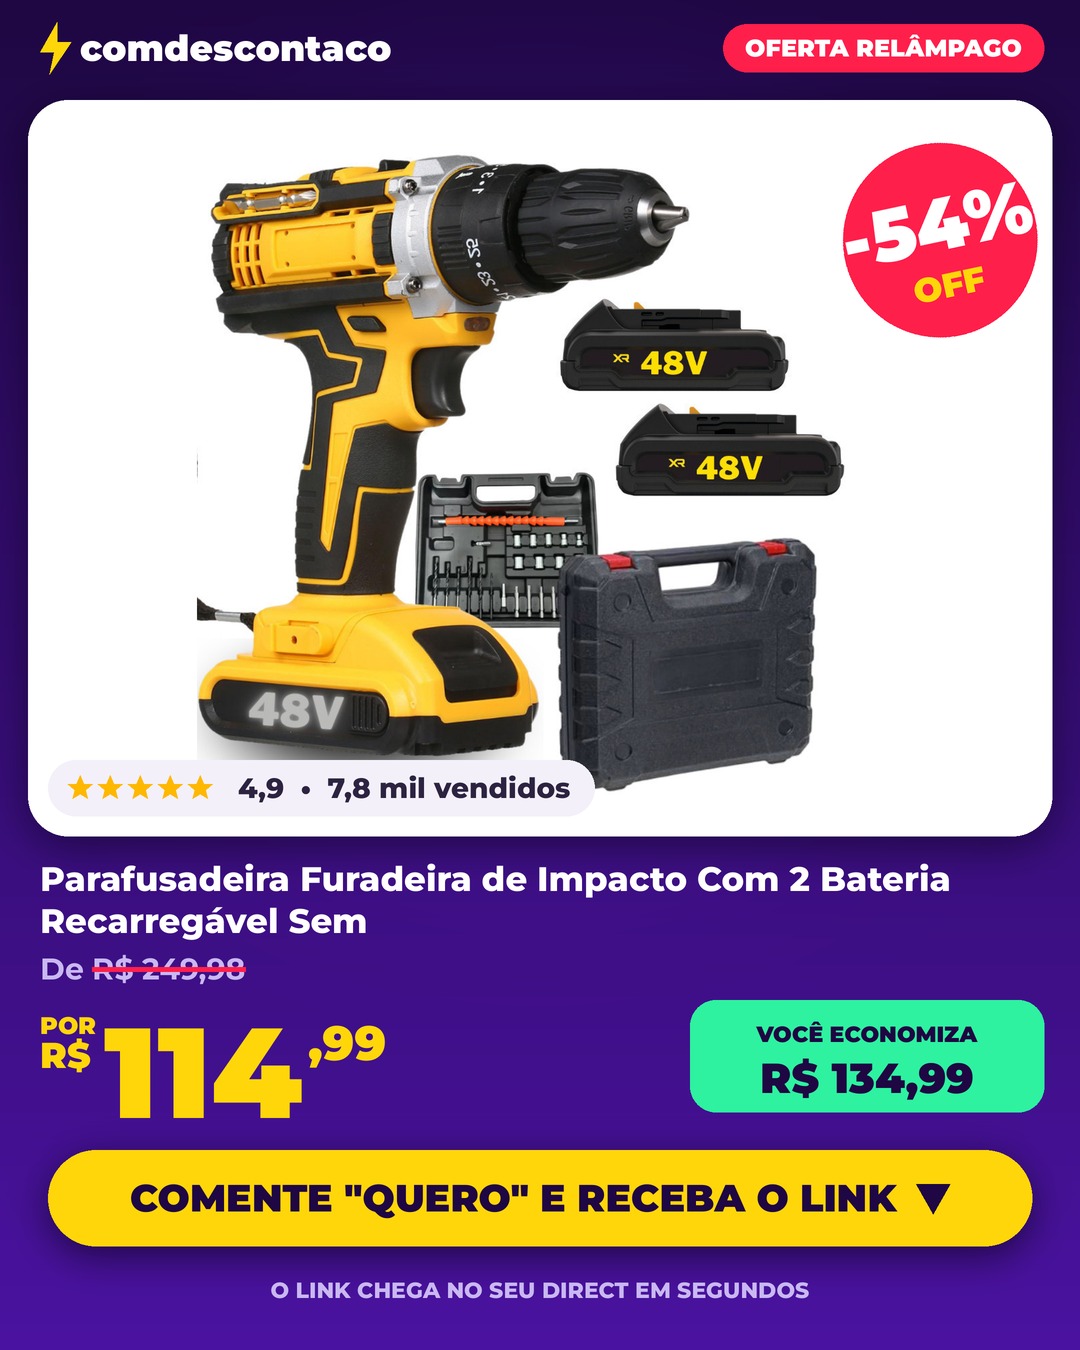 comdescontaco
OFERTA RELÂMPAGO
-54%
OFF
XR 48V
XR 48V
48V
4,9 • 7,8 mil vendidos
Parafusadeira Furadeira de Impacto Com 2 Bateria
Recarregável Sem
De R$ 249,98
POR
R$ 114,99
VOCÊ ECONOMIZA
R$ 134,99
COMENTE "QUERO" E RECEBA O LINK ▼
O LINK CHEGA NO SEU DIRECT EM SEGUNDOS